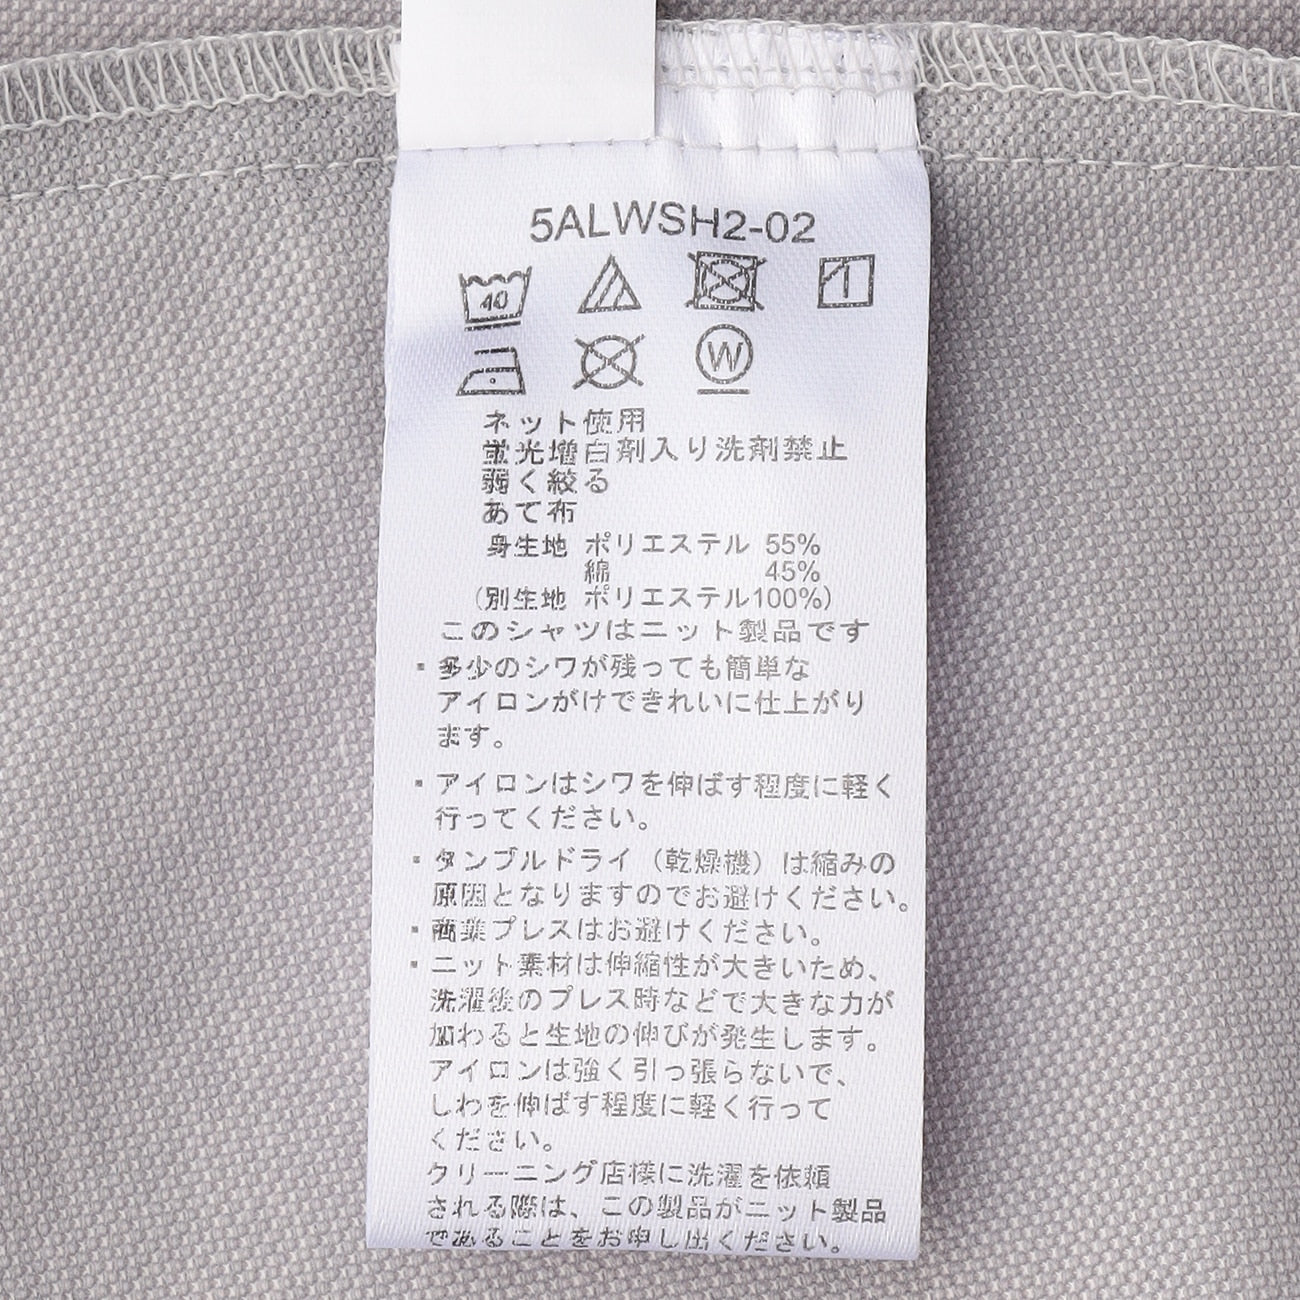 5ALWSH2-02
40
W
ネット使用
蛍光増白剤入り洗剤禁止
弱く絞る
あて布
身生地 ポリエステル 55%
綿 45%
（別生地 ポリエステル100%）
このシャツはニット製品です
・多少のシワが残っても簡単な
アイロンがけできれいに仕上がり
ます。
・アイロンはシワを伸ばす程度に軽く
行ってください。
・タンブルドライ（乾燥機）は縮みの
原因となりますのでお避けください。
・商業プレスはお避けください。
・ニット素材は伸縮性が大きいため、
洗濯後のプレス時などで大きな力が
加わると生地の伸びが発生します。
アイロンは強く引っ張らないで、
しわを伸ばす程度に軽く行って
ください。
クリーニング店様に洗濯を依頼
される際は、この製品がニット製品
であることをお申し出ください。